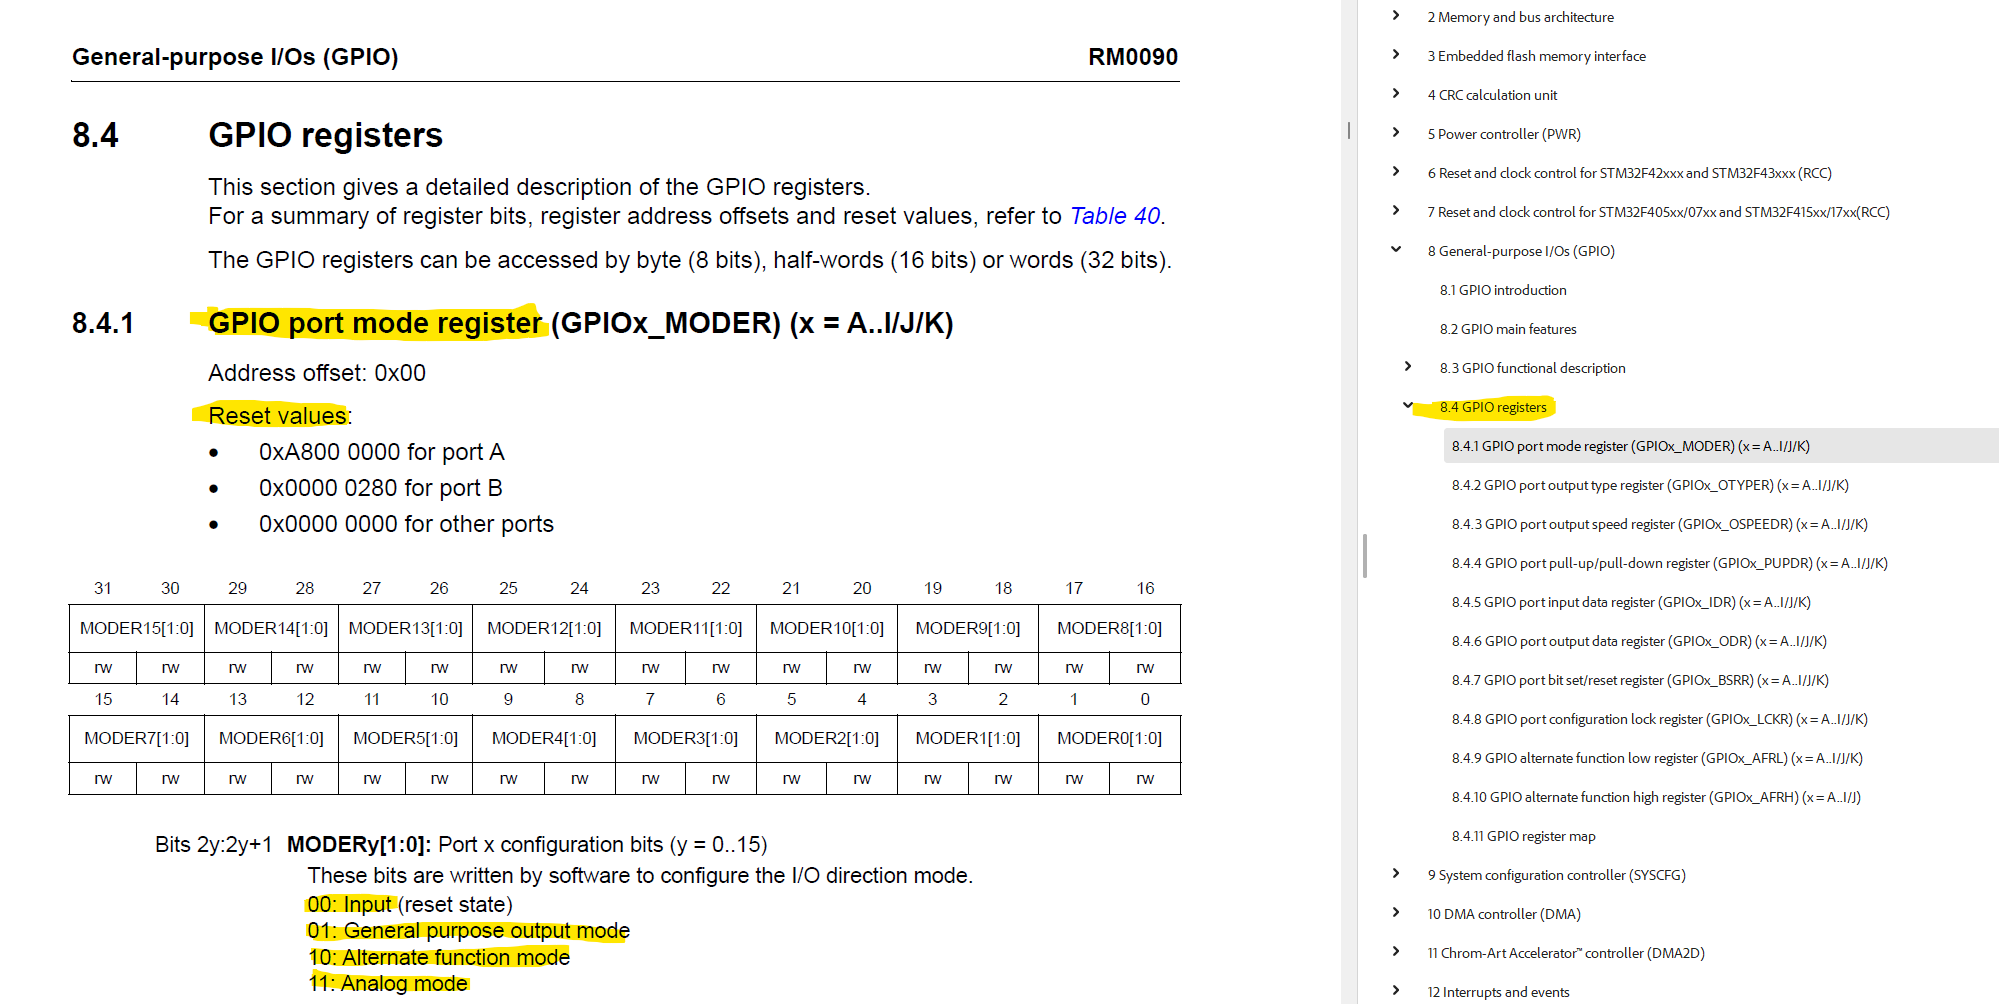 General-purpose I/Os (GPIO) RM0090
8.4 GPIO registers
This section gives a detailed description of the GPIO registers.
For a summary of register bits, register address offsets and reset values, refer to Table 40.
The GPIO registers can be accessed by byte (8 bits), half-words (16 bits) or words (32 bits).
8.4.1 GPIO port mode register (GPIOx_MODER) (x = A..I/J/K)
Address offset: 0x00
Reset values:
• 0xA800 0000 for port A
• 0x0000 0280 for port B
• 0x0000 0000 for other ports
31 30 29 28 27 26 25 24 23 22 21 20 19 18 17 16
MODER15[1:0] MODER14[1:0] MODER13[1:0] MODER12[1:0] MODER11[1:0] MODER10[1:0] MODER9[1:0] MODER8[1:0]
rw rw rw rw rw rw rw rw rw rw rw rw rw rw rw rw
15 14 13 12 11 10 9 8 7 6 5 4 3 2 1 0
MODER7[1:0] MODER6[1:0] MODER5[1:0] MODER4[1:0] MODER3[1:0] MODER2[1:0] MODER1[1:0] MODER0[1:0]
rw rw rw rw rw rw rw rw rw rw rw rw rw rw rw rw
Bits 2y:2y+1 MODERy[1:0]: Port x configuration bits (y = 0..15)
These bits are written by software to configure the I/O direction mode.
00: Input (reset state)
01: General purpose output mode
10: Alternate function mode
11: Analog mode
2 Memory and bus architecture
3 Embedded flash memory interface
4 CRC calculation unit
5 Power controller (PWR)
6 Reset and clock control for STM32F42xxx and STM32F43xxx (RCC)
7 Reset and clock control for STM32F405xx/07xx and STM32F415xx/17xx(RCC)
8 General-purpose I/Os (GPIO)
8.1 GPIO introduction
8.2 GPIO main features
8.3 GPIO functional description
8.4 GPIO registers
8.4.1 GPIO port mode register (GPIOx_MODER) (x = A..I/J/K)
8.4.2 GPIO port output type register (GPIOx_OTYPER) (x = A..I/J/K)
8.4.3 GPIO port output speed register (GPIOx_OSPEEDR) (x = A..I/J/K)
8.4.4 GPIO port pull-up/pull-down register (GPIOx_PUPDR) (x = A..I/J/K)
8.4.5 GPIO port input data register (GPIOx_IDR) (x = A..I/J/K)
8.4.6 GPIO port output data register (GPIOx_ODR) (x = A..I/J/K)
8.4.7 GPIO port bit set/reset register (GPIOx_BSRR) (x = A..I/J/K)
8.4.8 GPIO port configuration lock register (GPIOx_LCKR) (x = A..I/J/K)
8.4.9 GPIO alternate function low register (GPIOx_AFRL) (x = A..I/J/K)
8.4.10 GPIO alternate function high register (GPIOx_AFRH) (x = A..I/J)
8.4.11 GPIO register map
9 System configuration controller (SYSCFG)
10 DMA controller (DMA)
11 Chrom-Art Accelerator™ controller (DMA2D)
12 Interrupts and events